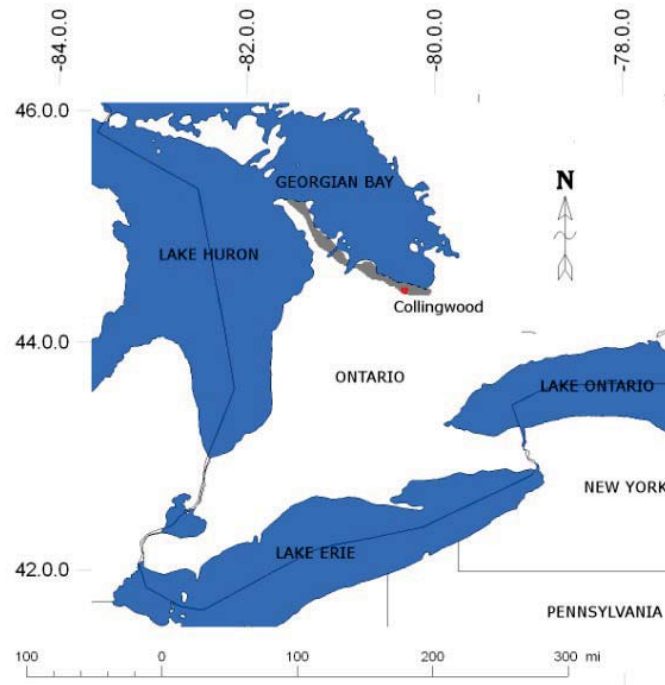 -84.0.0
-82.0.0
-80.0.0
-78.0.0
46.0.0
GEORGIAN BAY
N
LAKE HURON
Collingwood
44.0.0
ONTARIO
LAKE ONTARIO
NEW YORK
42.0.0
LAKE ERIE
PENNSYLVANIA
100 0 100 200 300 mi